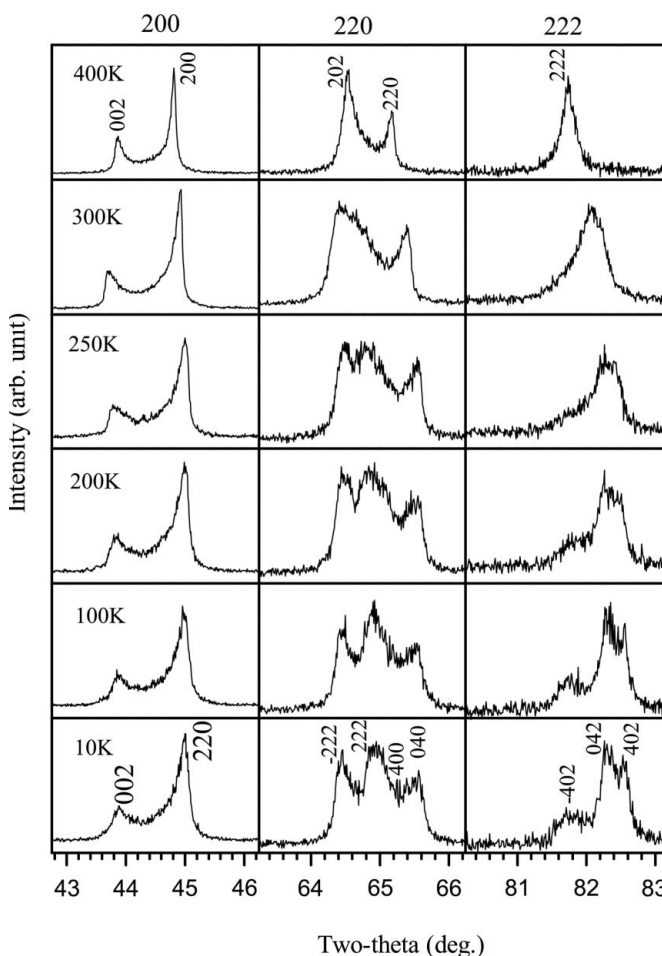 200 220 222
400K 002 200 202 220 222
300K
250K
200K
100K
10K 002 220 -222 222 400 040 -402 042 402
43 44 45 46 64 65 66 81 82 83
Two-theta (deg.)
Intensity (arb. unit)